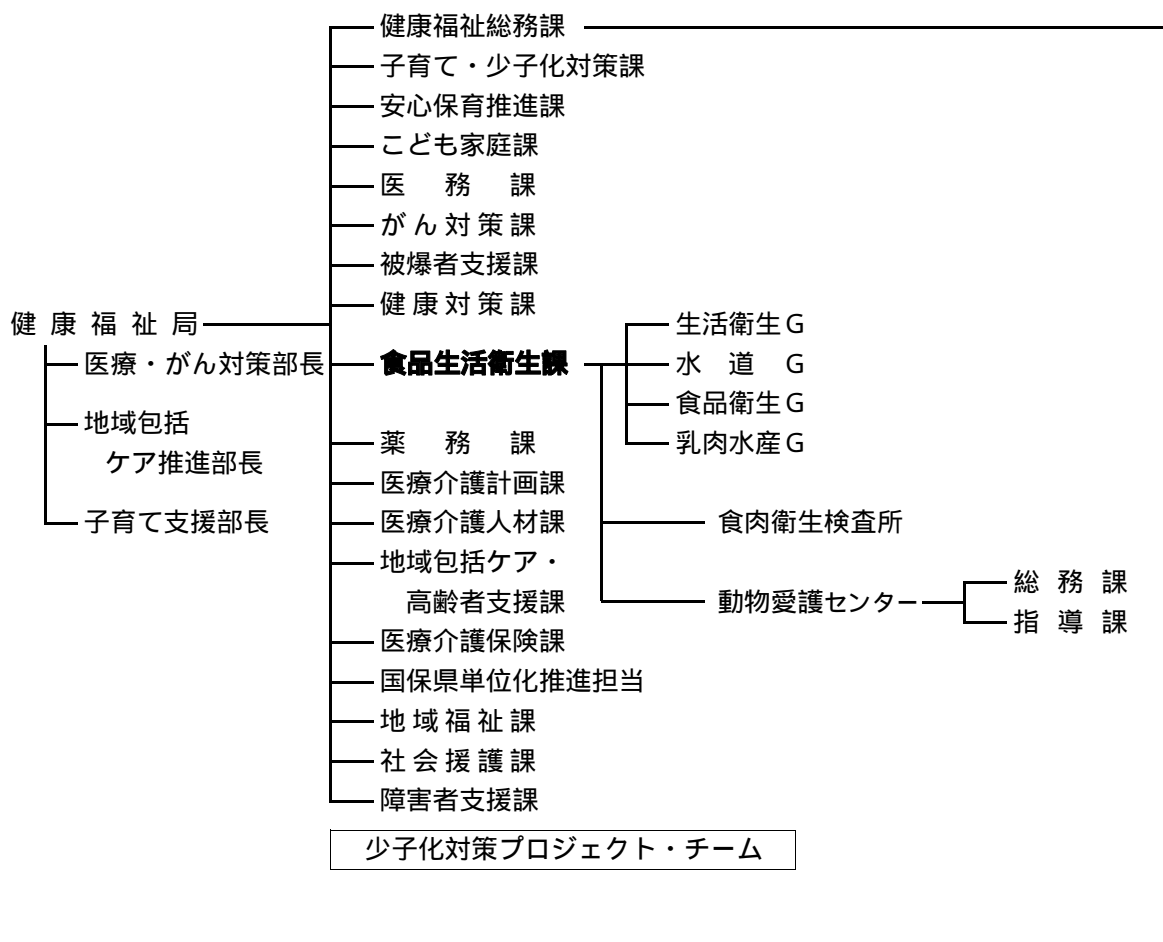 健康福祉総務課
子育て・少子化対策課
安心保育推進課
こども家庭課
医務課
がん対策課
被爆者支援課
健康対策課
健康福祉局
生活衛生G
医療・がん対策部長
食品生活衛生課
水道G
食品衛生G
地域包括
ケア推進部長
薬務課
乳肉水産G
医療介護計画課
子育て支援部長
医療介護人材課
食肉衛生検査所
地域包括ケア・
高齢者支援課
動物愛護センター
総務課
指導課
医療介護保険課
国保県単位化推進担当
地域福祉課
社会援護課
障害者支援課
少子化対策プロジェクト・チーム